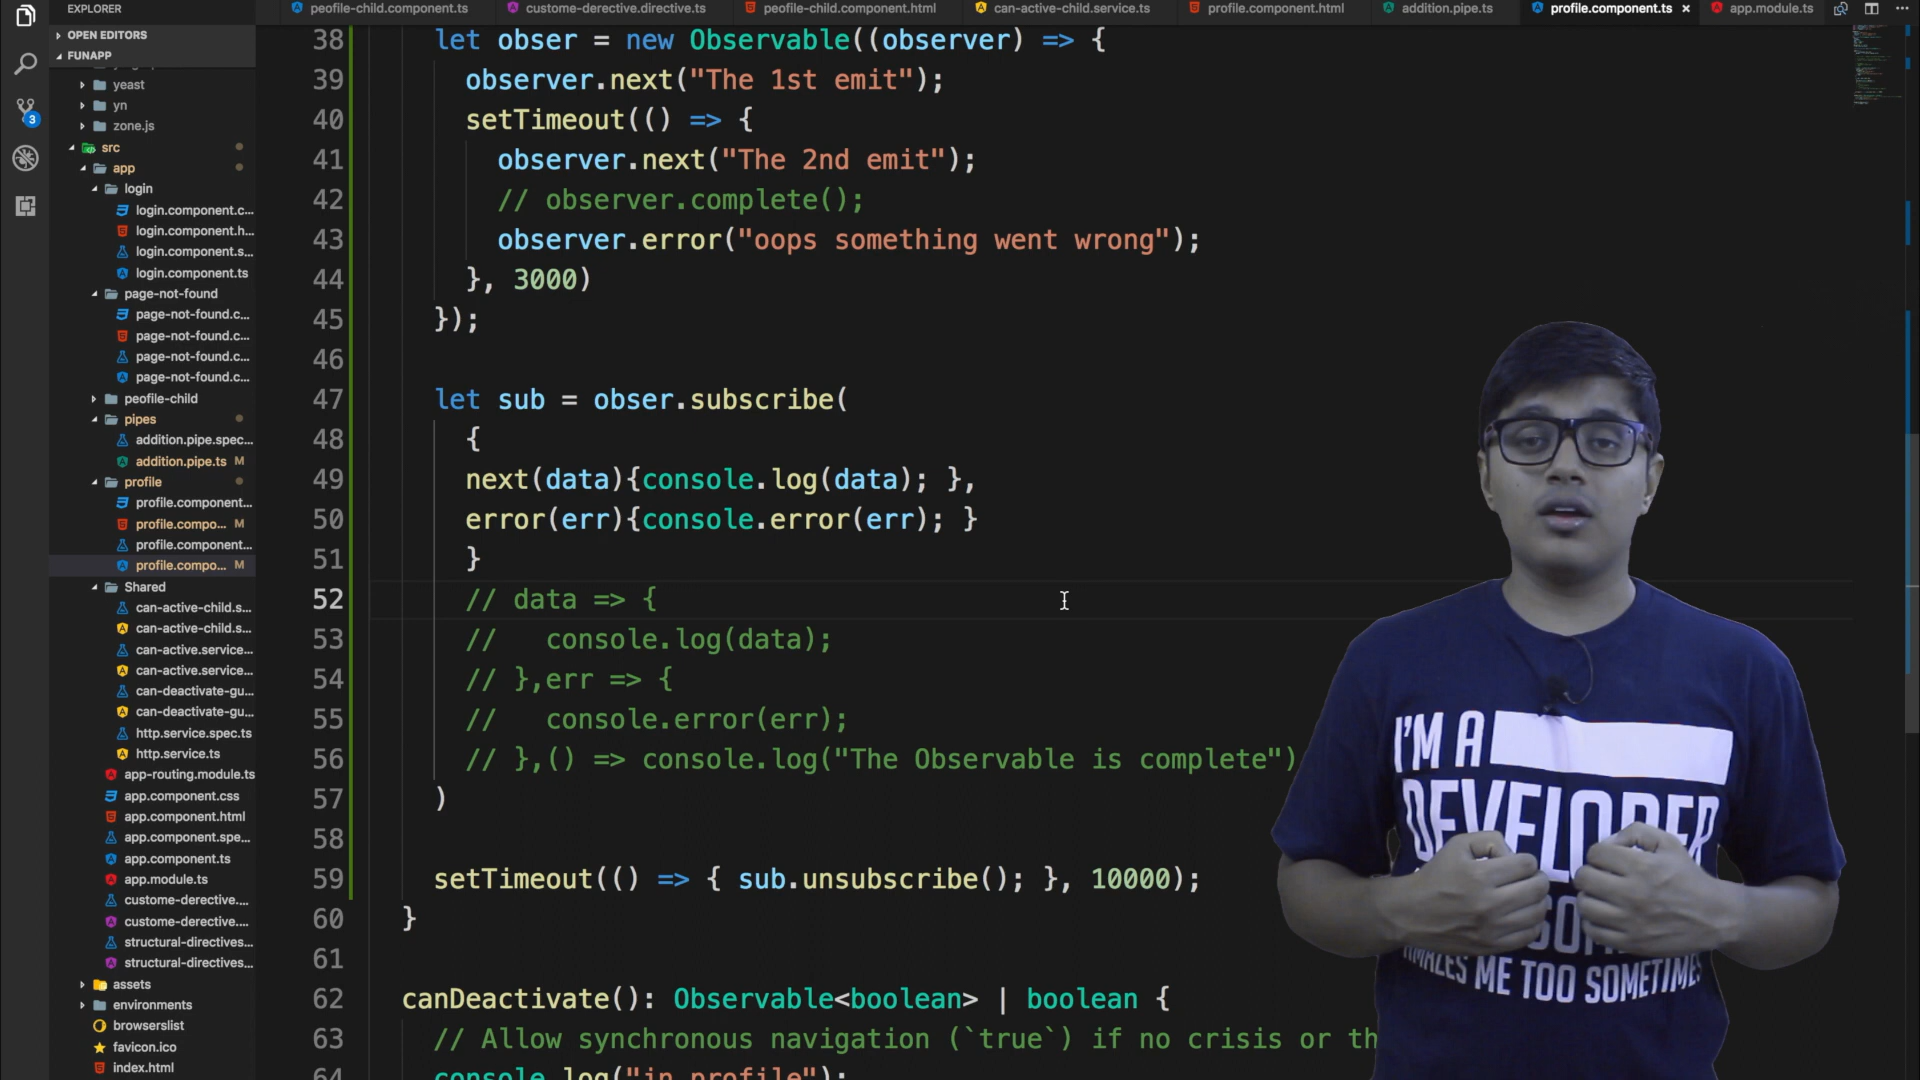 EXPLORER
OPEN EDITORS
FUNAPP
yeast
yn
zone.js
src
app
login
login.component.c...
login.component.h...
login.component.s...
login.component.ts
page-not-found
page-not-found.c...
page-not-found.c...
page-not-found.c...
page-not-found.c...
peofile-child
pipes
addition.pipe.spec...
addition.pipe.ts M
profile
profile.component...
profile.compo... M
profile.component...
profile.compo... M
Shared
can-active-child.s...
can-active-child.s...
can-active.service...
can-active.service...
can-deactivate-gu...
can-deactivate-gu...
http.service.spec.ts
http.service.ts
app-routing.module.ts
app.component.css
app.component.html
app.component.spe...
app.component.ts
app.module.ts
custome-derective....
custome-derective....
structural-directives...
structural-directives...
assets
environments
browserslist
favicon.ico
index.html
3
peofile-child.component.ts custome-derective.directive.ts peofile-child.component.html can-active-child.service.ts profile.component.html addition.pipe.ts profile.component.ts × app.module.ts
38 let obser = new Observable((observer) => {
39 observer.next("The 1st emit");
40 setTimeout(() => {
41 observer.next("The 2nd emit");
42 // observer.complete();
43 observer.error("oops something went wrong");
44 }, 3000)
45 });
46
47 let sub = obser.subscribe(
48 {
49 next(data){console.log(data); },
50 error(err){console.error(err); }
51 }
52 // data => {
53 // console.log(data);
54 // },err => {
55 // console.error(err);
56 // },() => console.log("The Observable is complete")
57 )
58
59 setTimeout(() => { sub.unsubscribe(); }, 10000);
60 }
61
62 canDeactivate(): Observable<boolean> | boolean {
63 // Allow synchronous navigation (`true`) if no crisis or th
64 console.log("in profile");
I'M A
DEVELOPER
ME TOO SOMETIMES